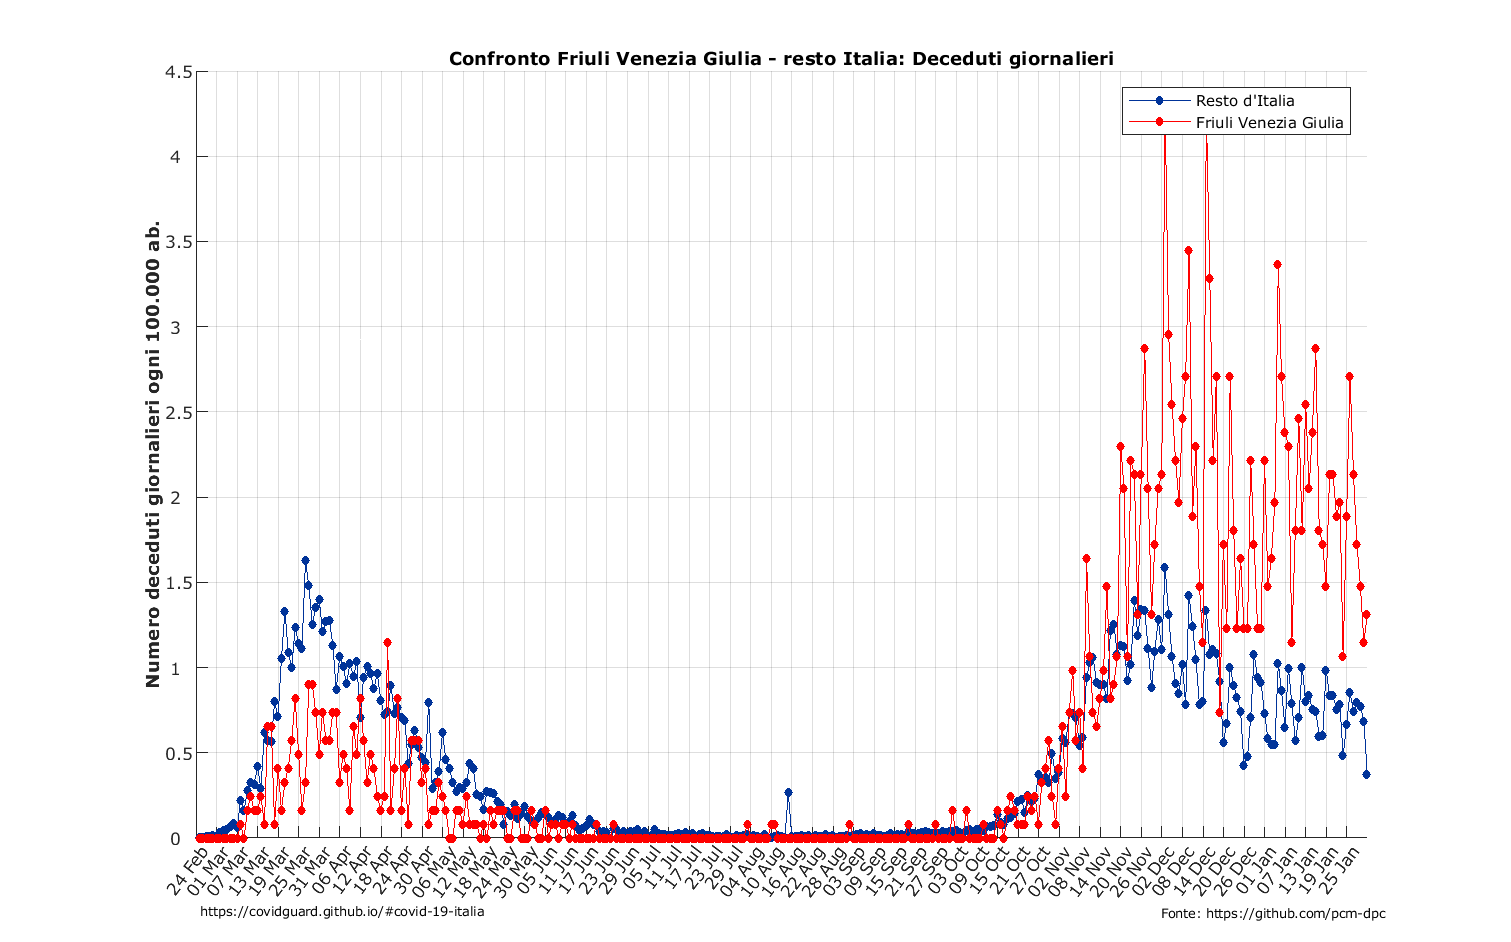 Confronto Friuli Venezia Giulia - resto Italia: Deceduti giornalieri
Resto d'Italia
Friuli Venezia Giulia
Numero deceduti giornalieri ogni 100.000 ab.
4.5
4
3.5
3
2.5
2
1.5
1
0.5
0
24 Feb
01 Mar
07 Mar
13 Mar
19 Mar
25 Mar
31 Mar
06 Apr
12 Apr
18 Apr
24 Apr
30 Apr
06 May
12 May
18 May
24 May
30 May
05 Jun
11 Jun
17 Jun
23 Jun
29 Jun
05 Jul
11 Jul
17 Jul
23 Jul
29 Jul
04 Aug
10 Aug
16 Aug
22 Aug
28 Aug
03 Sep
09 Sep
15 Sep
21 Sep
27 Sep
03 Oct
09 Oct
15 Oct
21 Oct
27 Oct
02 Nov
08 Nov
14 Nov
20 Nov
26 Nov
02 Dec
08 Dec
14 Dec
20 Dec
26 Dec
01 Jan
07 Jan
13 Jan
19 Jan
25 Jan
https://covidguard.github.io/#covid-19-italia
Fonte: https://github.com/pcm-dpc